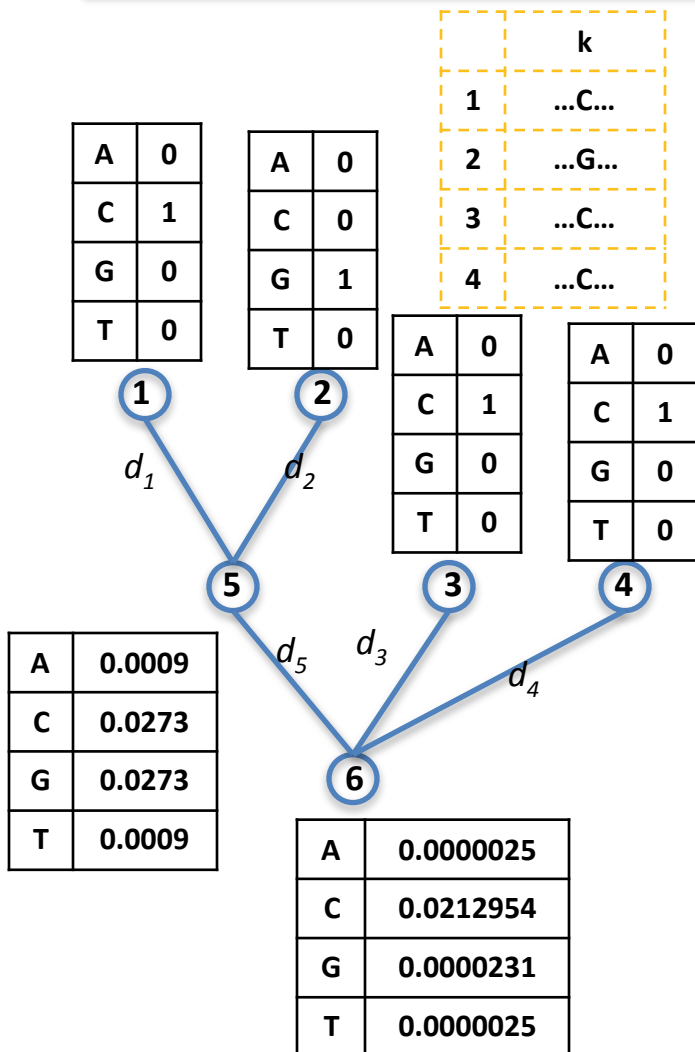 k
1 ...C...
2 ...G...
3 ...C...
4 ...C...
A 0
C 1
G 0
T 0
A 0
C 0
G 1
T 0
A 0
C 1
G 0
T 0
A 0
C 1
G 0
T 0
1
2
d1
d2
5
3
4
d5
d3
d4
6
A 0.0009
C 0.0273
G 0.0273
T 0.0009
A 0.0000025
C 0.0212954
G 0.0000231
T 0.0000025